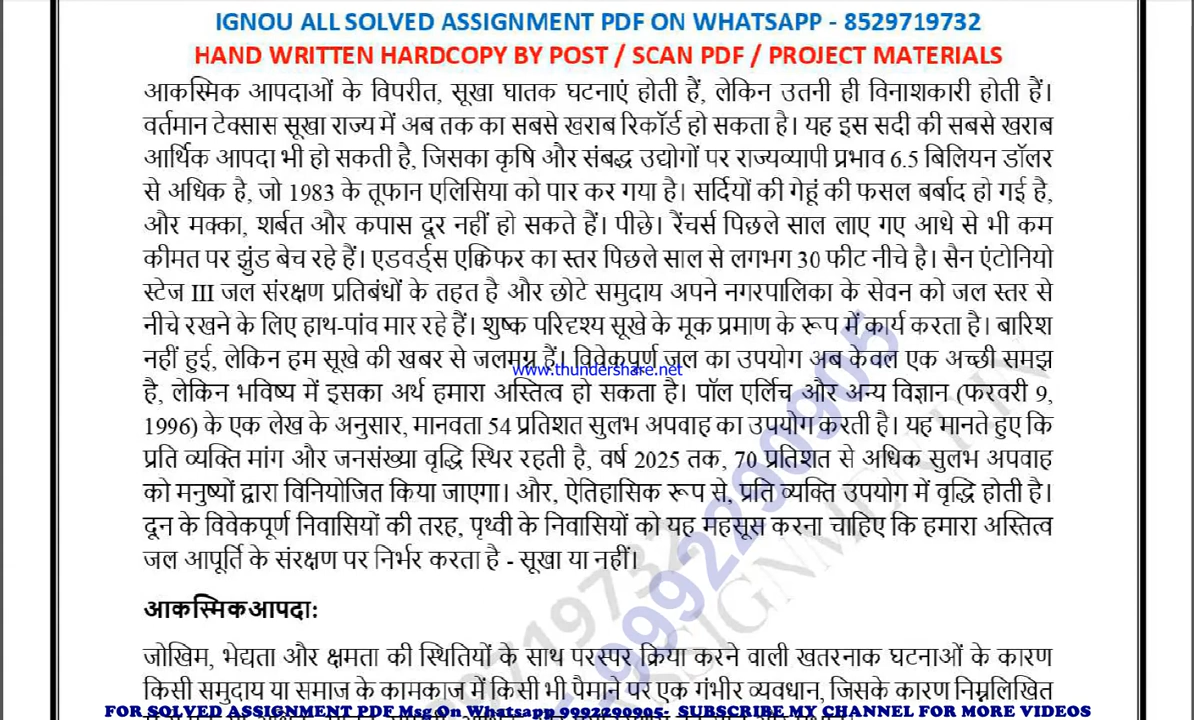 IGNOU ALL SOLVED ASSIGNMENT PDF ON WHATSAPP - 8529719732
HAND WRITTEN HARDCOPY BY POST / SCAN PDF / PROJECT MATERIALS
आकस्मिक आपदाओं के विपरीत, सूखा घातक घटनाएं होती हैं, लेकिन उतनी ही विनाशकारी होती हैं।
वर्तमान टेक्सास सूखा राज्य में अब तक का सबसे खराब रिकॉर्ड हो सकता है। यह इस सदी की सबसे खराब
आर्थिक आपदा भी हो सकती है, जिसका कृषि और संबद्ध उद्योगों पर राज्यव्यापी प्रभाव 6.5 बिलियन डॉलर
से अधिक है, जो 1983 के तूफान एलिसिया को पार कर गया है। सर्दियों की गेहूं की फसल बर्बाद हो गई है,
और मक्का, शर्बत और कपास दूर नहीं हो सकते हैं। पीछे। रैंचर्स पिछले साल लाए गए आधे से भी कम
कीमत पर झुंड बेच रहे हैं। एडवर्ड्स एक्विफर का स्तर पिछले साल से लगभग 30 फीट नीचे है। सैन एंटोनियो
स्टेज III जल संरक्षण प्रतिबंधों के तहत है और छोटे समुदाय अपने नगरपालिका के सेवन को जल स्तर से
नीचे रखने के लिए हाथ-पांव मार रहे हैं। शुष्क परिदृश्य सूखे के मूक प्रमाण के रूप में कार्य करता है। बारिश
नहीं हुई, लेकिन हम सूखे की खबर से जलमग्न हैं। विवेकपूर्ण जल का उपयोग अब केवल एक अच्छी समझ
www.thundershare.net
है, लेकिन भविष्य में इसका अर्थ हमारा अस्तित्व हो सकता है। पॉल एर्लिच और अन्य विज्ञान (फरवरी 9,
1996) के एक लेख के अनुसार, मानवता 54 प्रतिशत सुलभ अपवाह का उपयोग करती है। यह मानते हुए कि
प्रति व्यक्ति मांग और जनसंख्या वृद्धि स्थिर रहती है, वर्ष 2025 तक, 70 प्रतिशत से अधिक सुलभ अपवाह
को मनुष्यों द्वारा विनियोजित किया जाएगा। और, ऐतिहासिक रूप से, प्रति व्यक्ति उपयोग में वृद्धि होती है।
दून के विवेकपूर्ण निवासियों की तरह, पृथ्वी के निवासियों को यह महसूस करना चाहिए कि हमारा अस्तित्व
जल आपूर्ति के संरक्षण पर निर्भर करता है - सूखा या नहीं।
आकस्मिकआपदा:
जोखिम, भेद्यता और क्षमता की स्थितियों के साथ परस्पर क्रिया करने वाली खतरनाक घटनाओं के कारण
किसी समुदाय या समाज के कामकाज में किसी भी पैमाने पर एक गंभीर व्यवधान, जिसके कारण निम्नलिखित
FOR SOLVED ASSIGNMENT PDF Msg On Whatsapp 9992290905- SUBSCRIBE MY CHANNEL FOR MORE VIDEOS